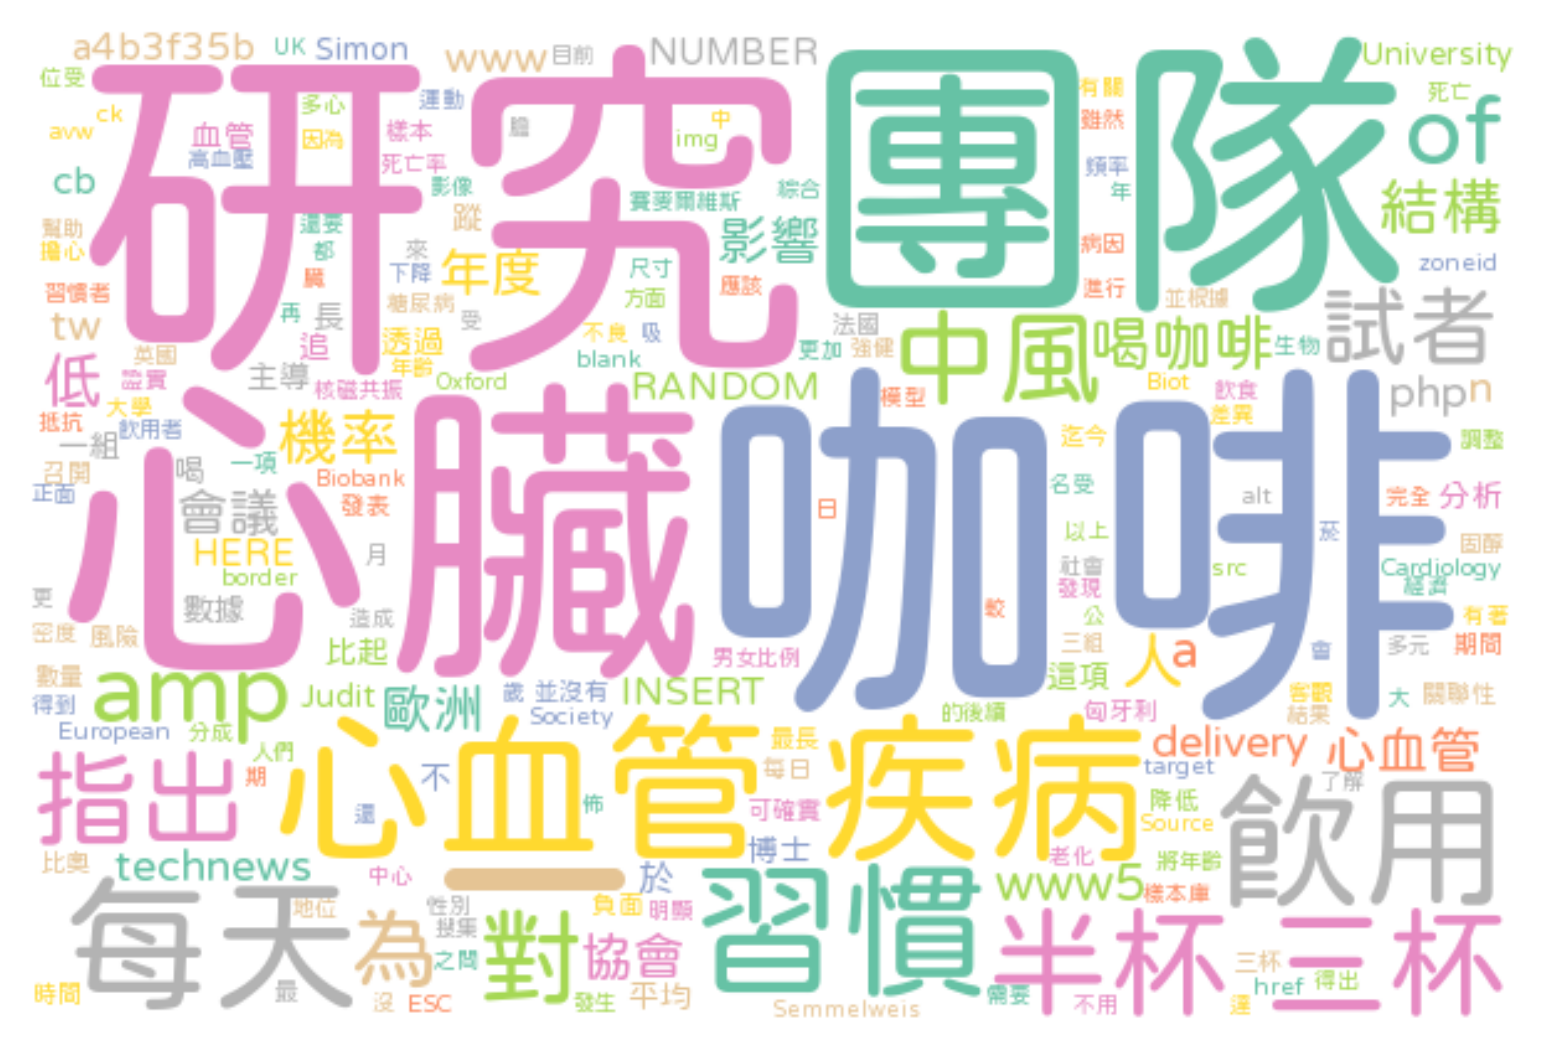 a4b3f35b
UK
Simon
www
目前
NUMBER
University
位受
ck
多心
運動
有關
死亡
avw
血管
因為
樣本
膽
中
img
雖然
of
高血壓
死亡率
研究
團隊
cb
影像
賽麥爾維斯
綜合
頻率
年
結構
幫助
還要
蹤
影響
擔心
都
來
病因
臟
下降
年度
尺寸
應該
進行
zoneid
習慣者
糖尿病
方面
並根據
tw
再
長
受
不良
吸
法國
試者
追
透過
中風
喝咖啡
生物
英國
年齡
blank
更加
強健
低
證實
主導
核磁共振
Oxford
RANDOM
模型
Biot
飲食
php
n
大學
差異
抵抗
飲用者
機率
心臟
咖啡
迄今
調整
一組
喝
一項
召開
Biobank
名受
正面
會議
發表
日
alt
完全
分析
以上
菸
固醇
HERE
月
border
社會
src
Cardiology
發現
經濟
更
數據
造成
較
公
有著
密度
風險
比起
男女比例
三組
人
a
會
多元
期間
數量
amp
Judit
歐洲
歲
並沒有
INSERT
這項
客觀
大
關聯性
得到
Society
的後續
匈牙利
結果
European
分成
人們
心血管疾病
最長
delivery
心血管
指出
期
不
每日
target
了解
還
怖
可確實
降低
飲用
Source
比奧
technews
中心
一
於
博士
老化
將年齡
www5
樣本庫
每天
地位
為
性別
搜集
對
負面
明顯
習慣
半杯
三杯
之間
協會
三杯
時間
最
沒
ESC
發生
平均
Semmelweis
需要
不用
href
得出
達